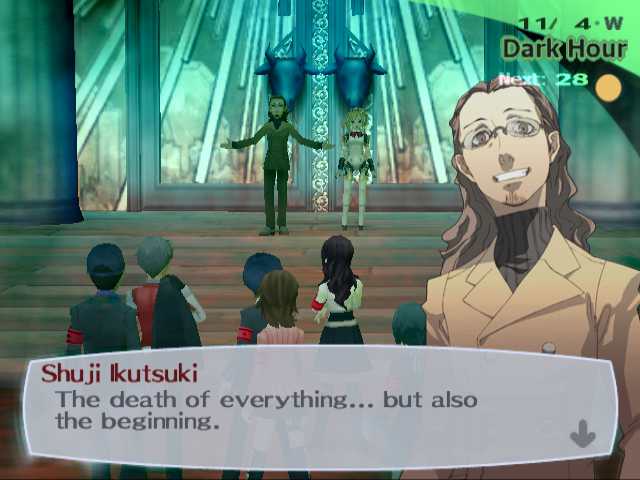 11/ 4・W
Dark Hour
Next: 28
Shuji Ikutsuki
The death of everything... but also
the beginning.